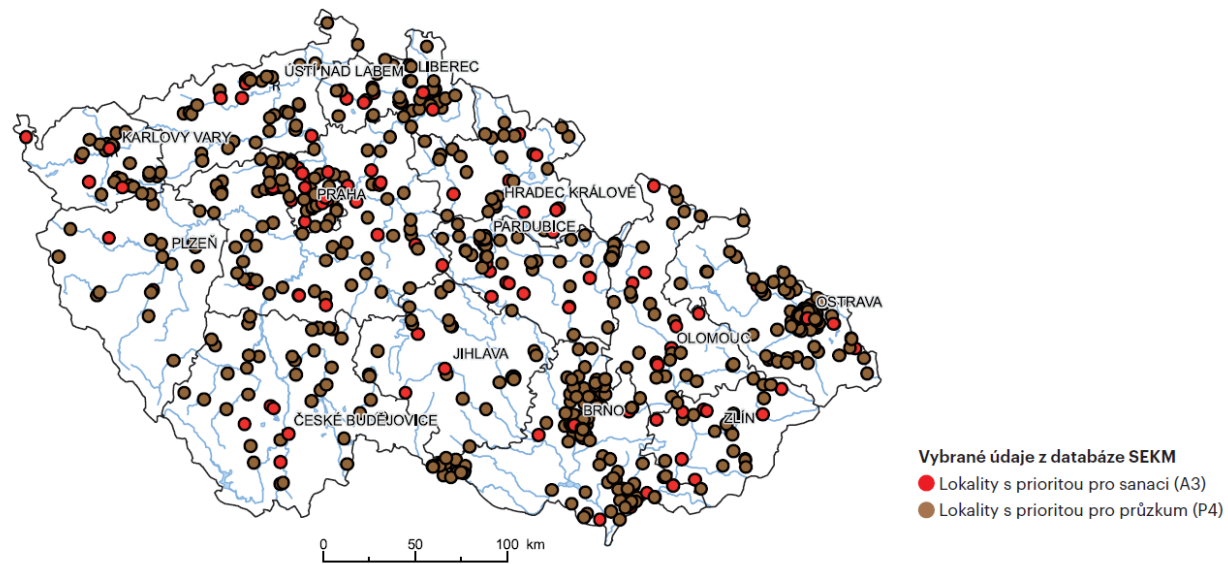 ÚSTÍ NAD LABEM
LIBEREC
KARLOVÝ VARY
PRAHA
HRADEC KRÁLOVÉ
PARDUBICE
PLZEŇ
OSTRAVA
OLOMOUC
JIHLAVA
BRNO
ZLÍN
ČESKÉ BUDĚJOVICE
Vybrané údaje z databáze SEKM
Lokality s prioritou pro sanaci (A3)
Lokality s prioritou pro průzkum (P4)
0 50 100 km